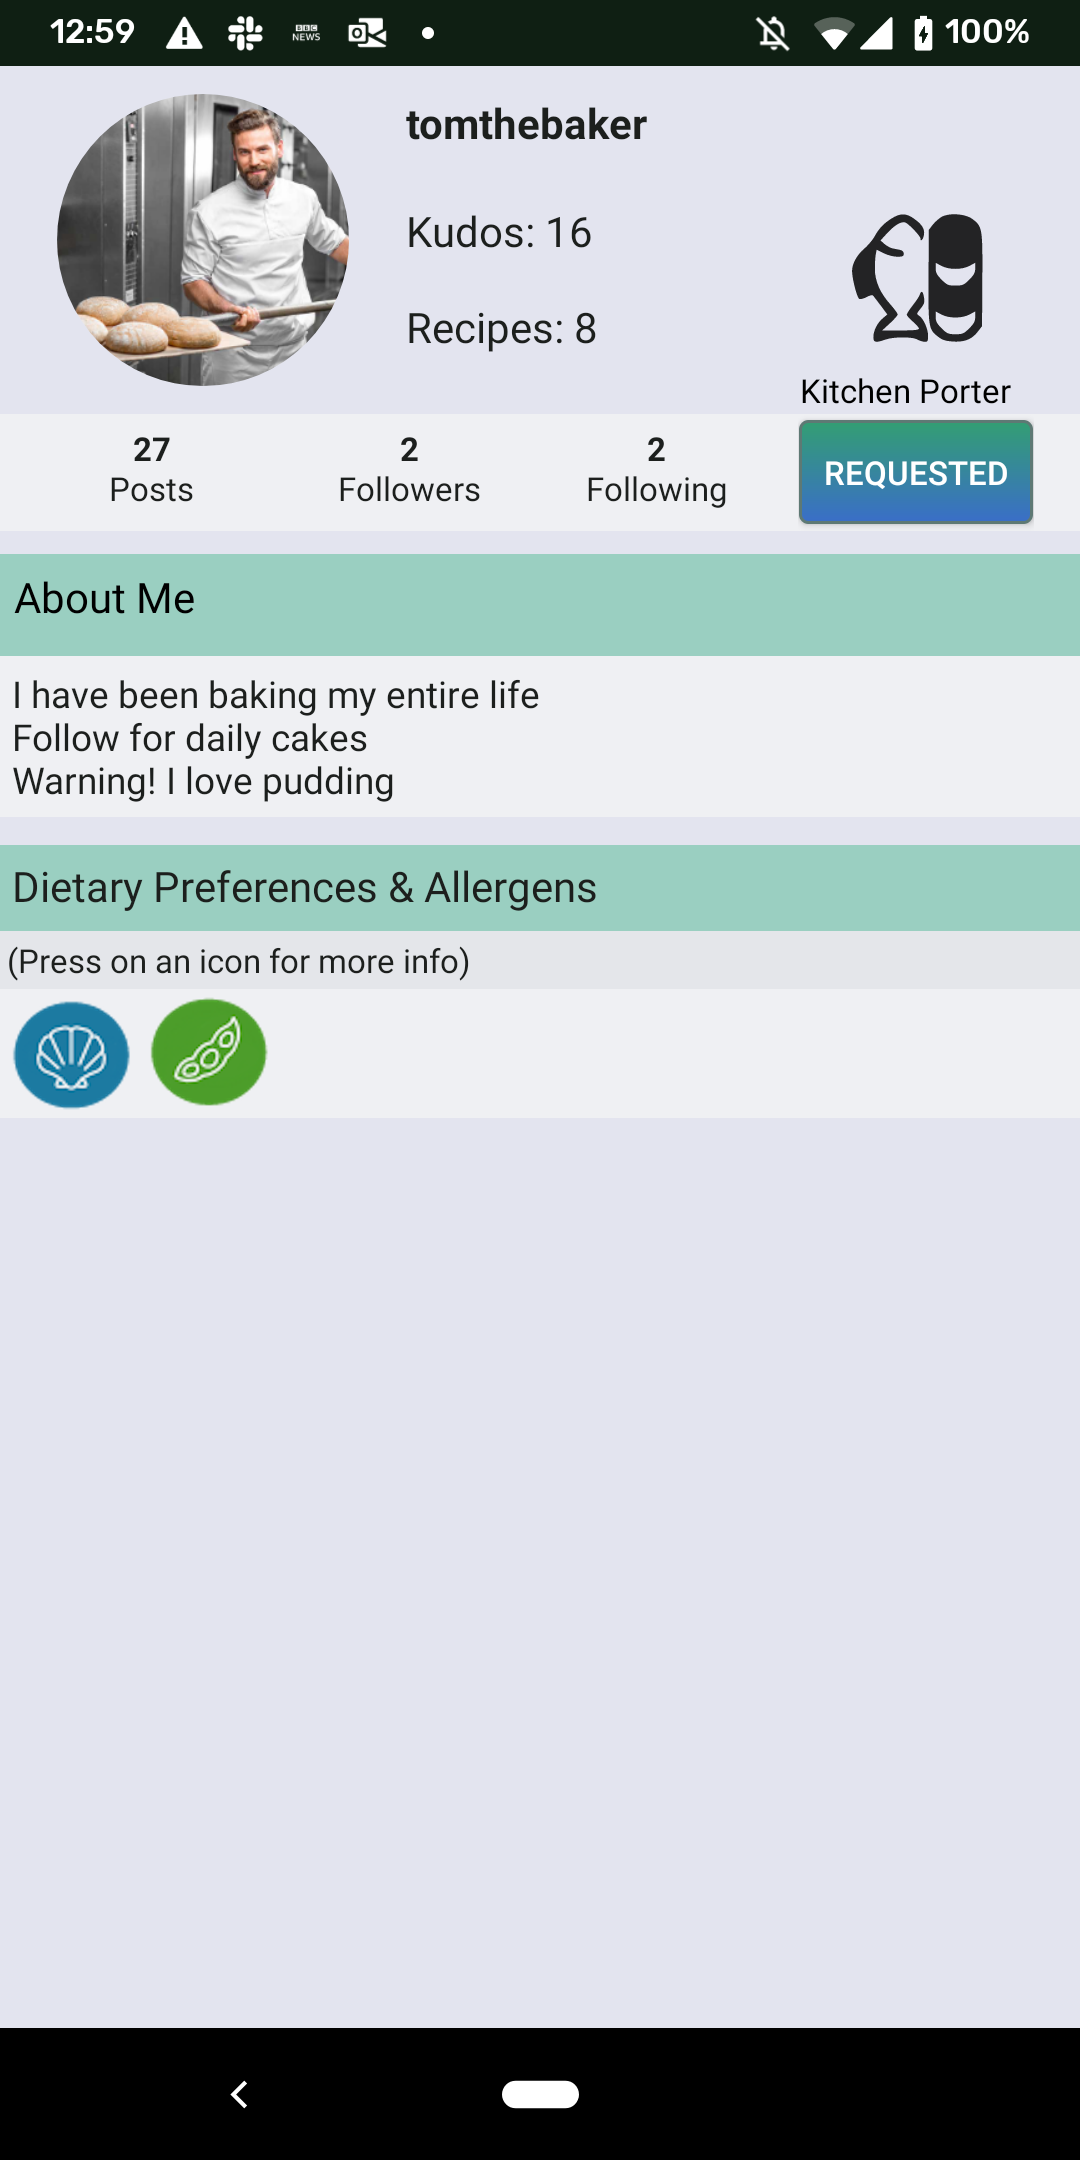 12:59
BBC
NEWS
100%
tomthebaker
Kudos: 16
Recipes: 8
Kitchen Porter
27
Posts
2
Followers
2
Following
REQUESTED
About Me
I have been baking my entire life
Follow for daily cakes
Warning! I love pudding
Dietary Preferences & Allergens
(Press on an icon for more info)